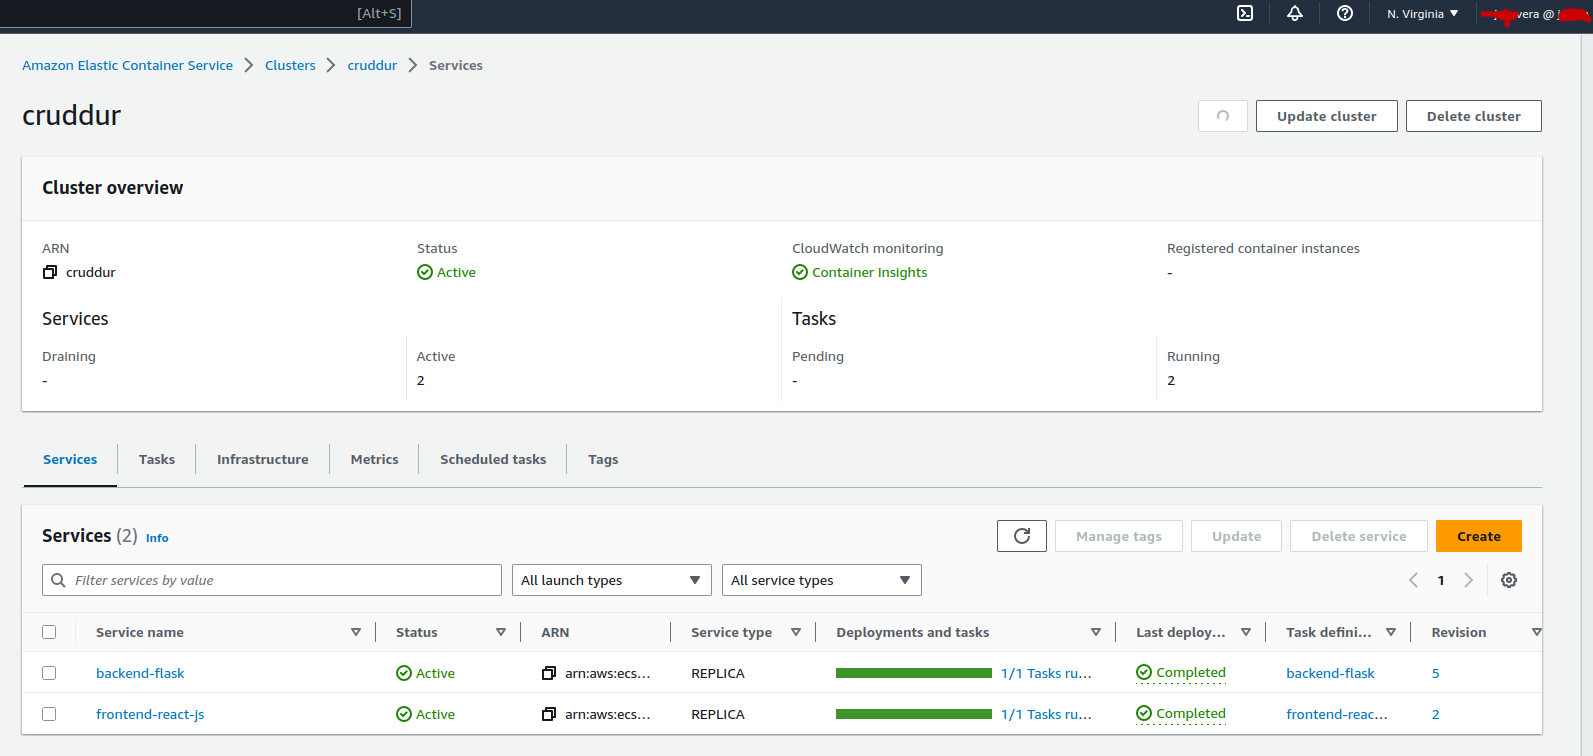 [Alt+S] N. Virginia vera @
Amazon Elastic Container Service Clusters cruddur Services
cruddur Update cluster Delete cluster
Cluster overview
ARN Status CloudWatch monitoring Registered container instances
cruddur Active Container Insights -
Services Tasks
Draining Active Pending Running
- 2 - 2
Services Tasks Infrastructure Metrics Scheduled tasks Tags
Services (2) Info Manage tags Update Delete service Create
Filter services by value All launch types All service types 1
Service name Status ARN Service type Deployments and tasks Last deploy... Task defini... Revision
backend-flask Active arn:aws:ecs... REPLICA 1/1 Tasks ru... Completed backend-flask 5
frontend-react-js Active arn:aws:ecs... REPLICA 1/1 Tasks ru... Completed frontend-reac... 2